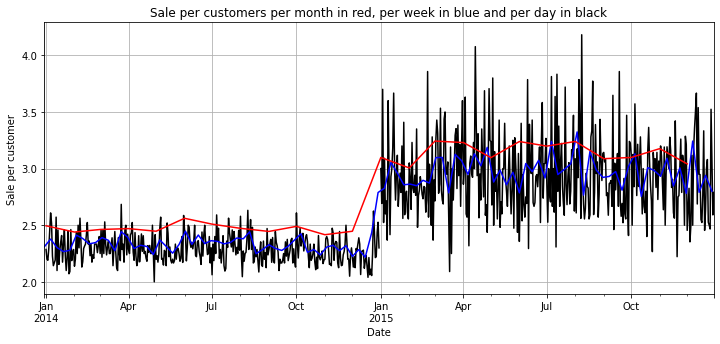 Sale per customers per month in red, per week in blue and per day in black
4.0
3.5
3.0
2.5
2.0
Sale per customer
Jan Apr Jul Oct Jan Apr Jul Oct
2014 2015
Date